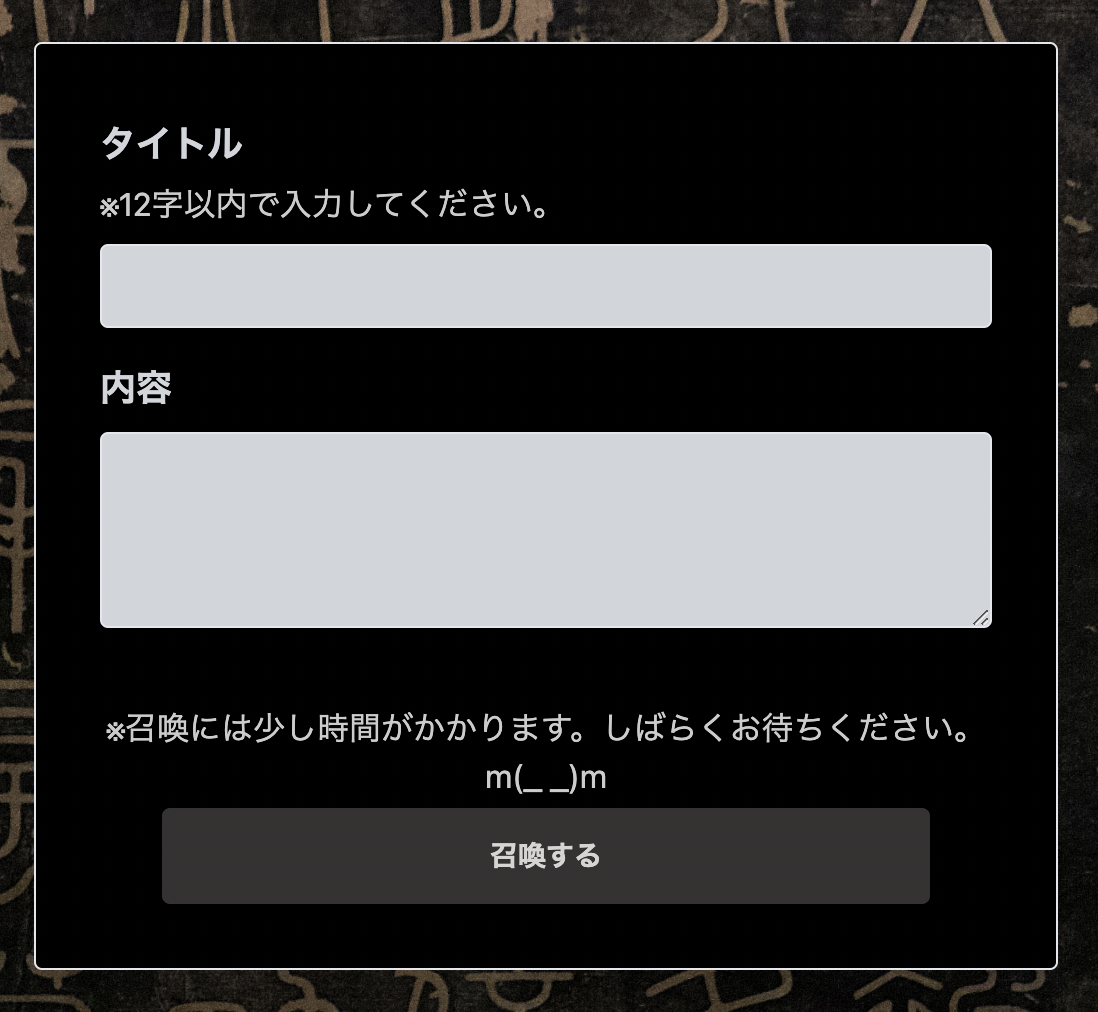 タイトル
※12字以内で入力してください。
内容
※召喚には少し時間がかかります。しばらくお待ちください。
m(_ _)m
召喚する